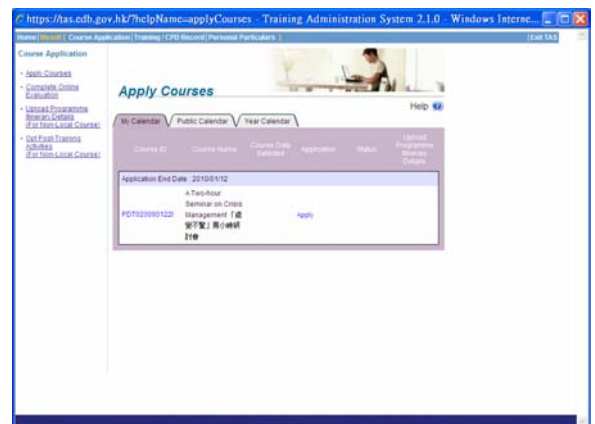 https://tas.edb.gov.hk/?helpName=applyCourses - Training Administration System 2.1.0 - Windows Interne...
Home | Myself [ Course Application | Training / CPD Record | Personal Particulars ]
| Exit TAS
Course Application
Apply Courses
Complete Online
Evaluation
Upload Programme
Itinerary Details
(For Non-Local Course)
Opt Post-Training
Activities
(For Non-Local Course)
Apply Courses
Help
My Calendar
Public Calendar
Year Calendar
Course ID
Course Name
Course Date
Selected
Application
Status
Upload
Programme
Itinerary
Details
Application End Date : 2010/01/12
PDT020080122I
A Two-hour
Seminar on Crisis
Management「處
變不驚」兩小時研
討會
Apply